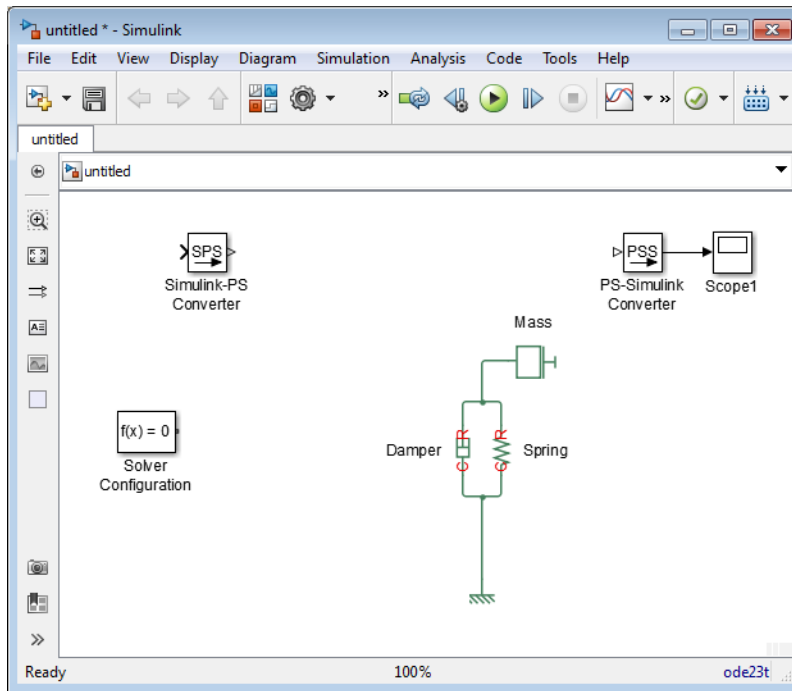 untitled * - Simulink
File Edit View Display Diagram Simulation Analysis Code Tools Help
untitled
untitled
SPS
Simulink-PS
Converter
PSS
PS-Simulink
Converter
Scope1
Mass
f(x) = 0
Solver
Configuration
Damper
R
C
R
C
Spring
Ready 100% ode23t